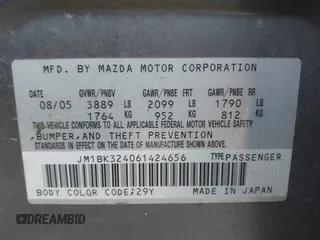 MFD. BY MAZDA MOTOR CORPORATION
GVWR/PNBV GAWR/PNBE FRT GAWR/PNBE RR
08/05 3889 LB 2099 LB 1790 LB
1764 KG 952 KG 812 KG
THIS VEHICLE CONFORMS TO ALL APPLICABLE FEDERAL MOTOR VEHICLE SAFETY,
BUMPER, AND THEFT PREVENTION
STANDARDS IN EFFECT ON THE DATE OF MANUFACTURE SHOWN ABOVE.
JM1BK324061424656 TYPE:PASSENGER
BODY COLOR CODE:29Y MADE IN JAPAN
© DREAMBID AUTOBIDMASTER